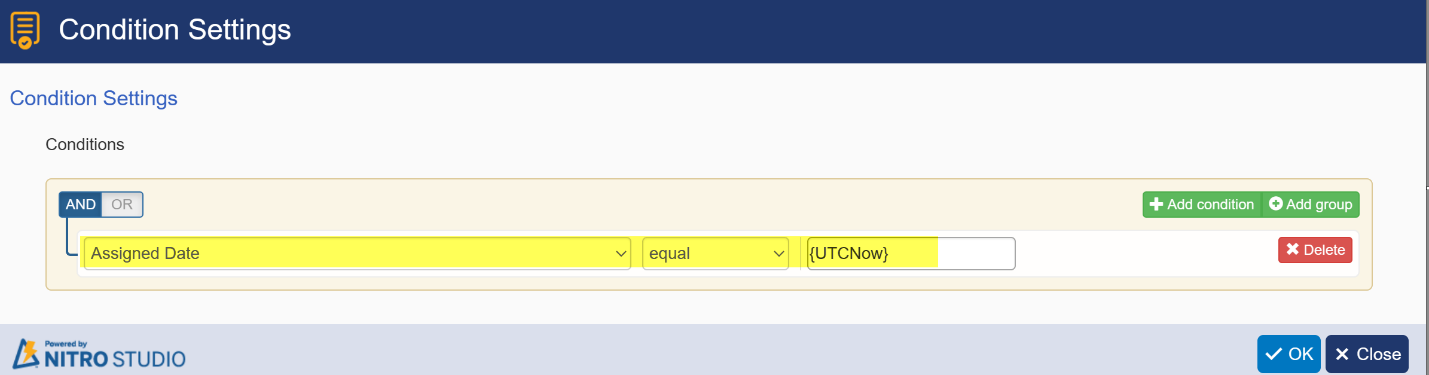 Condition Settings
Condition Settings
Conditions
AND OR
Add condition Add group
Assigned Date equal {UTCNow} Delete
Powered by
NITRO STUDIO
OK Close